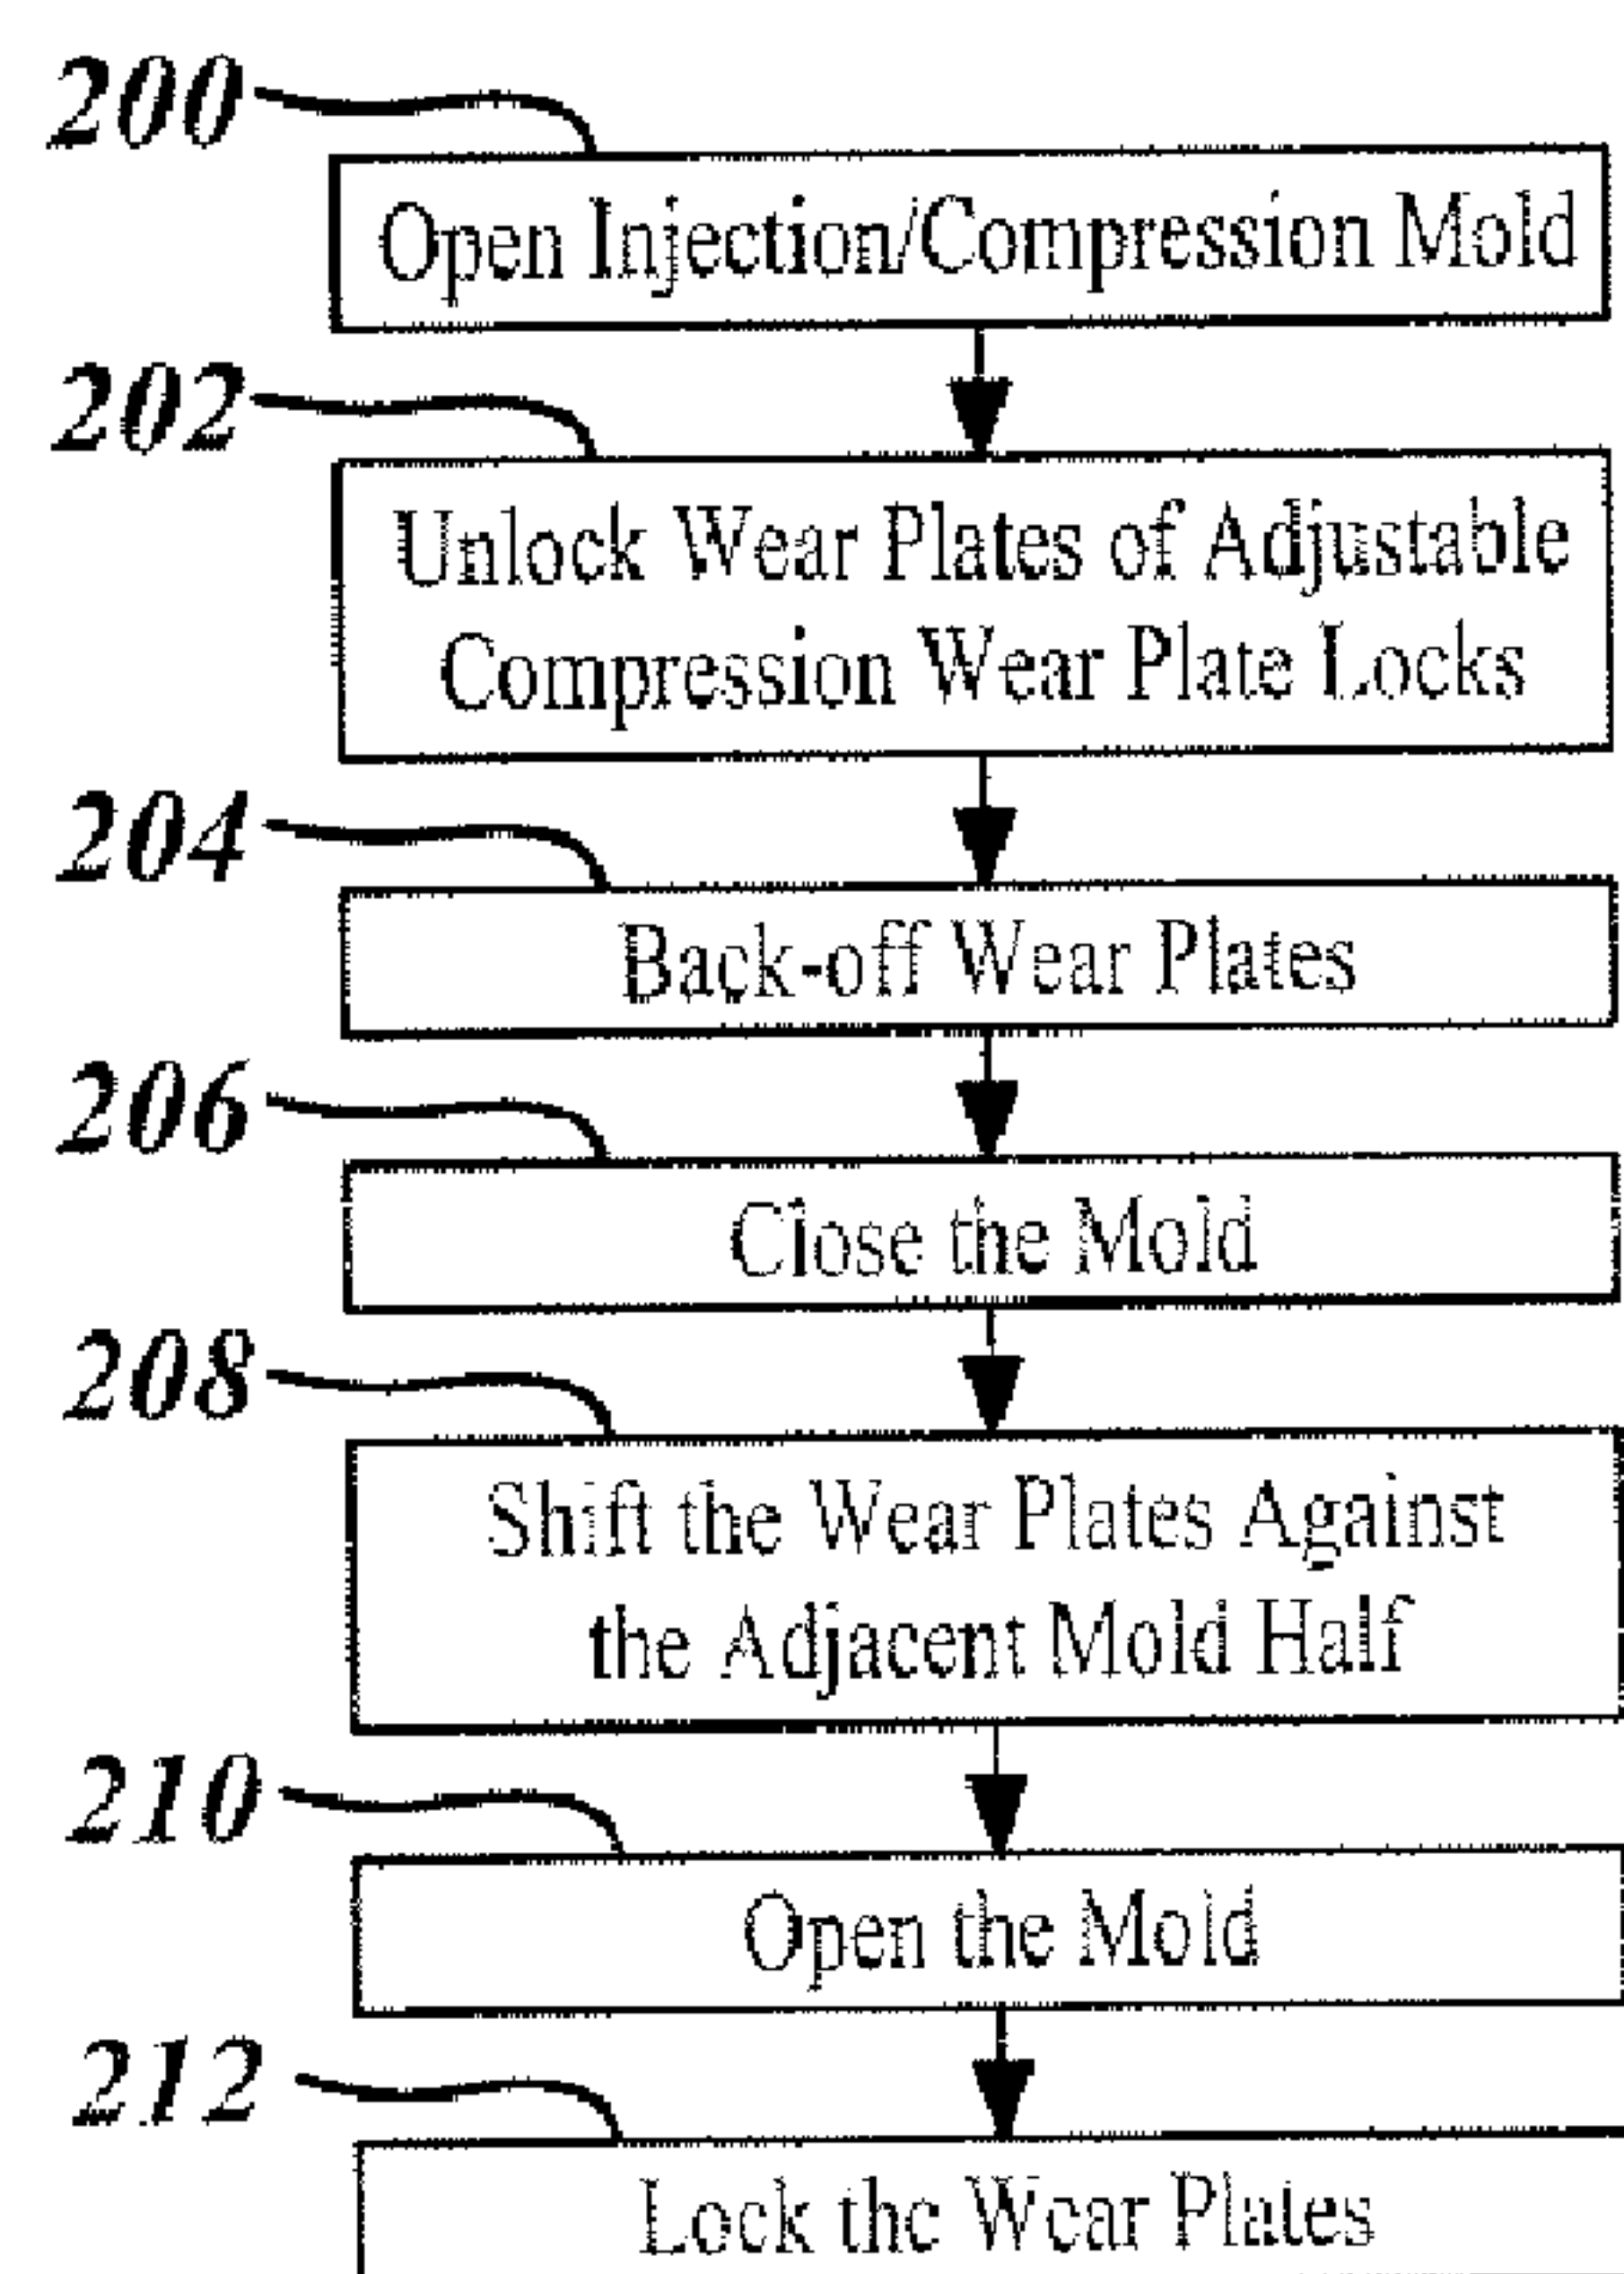 200
Open Injection/Compression Mold
202
Unlock Wear Plates of Adjustable
Compression Wear Plate Locks
204
Back-off Wear Plates
206
Close the Mold
208
Shift the Wear Plates Against
the Adjacent Mold Half
210
Open the Mold
212
Lock the Wear Plates